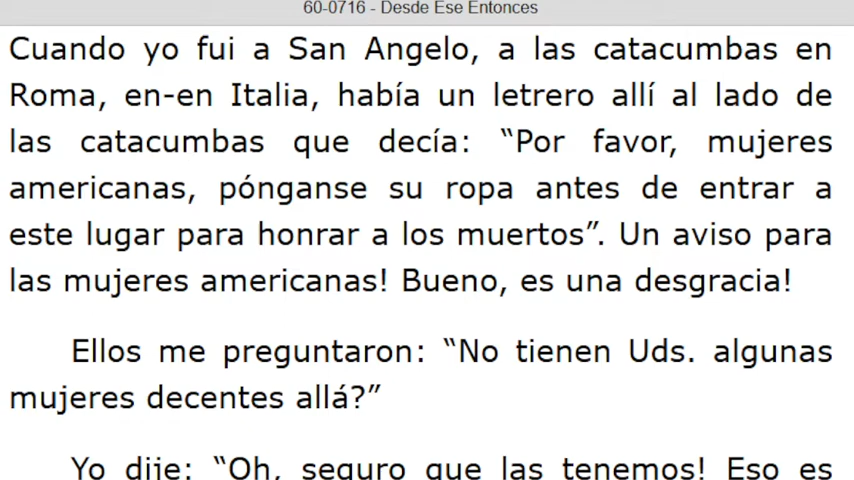 60-0716 - Desde Ese Entonces
Cuando yo fui a San Angelo, a las catacumbas en
Roma, en-en Italia, había un letrero allí al lado de
las catacumbas que decía: “Por favor, mujeres
americanas, pónganse su ropa antes de entrar a
este lugar para honrar a los muertos”. Un aviso para
las mujeres americanas! Bueno, es una desgracia!
Ellos me preguntaron: “No tienen Uds. algunas
mujeres decentes allá?”
Yo dije: “Oh, seguro que las tenemos! Eso es